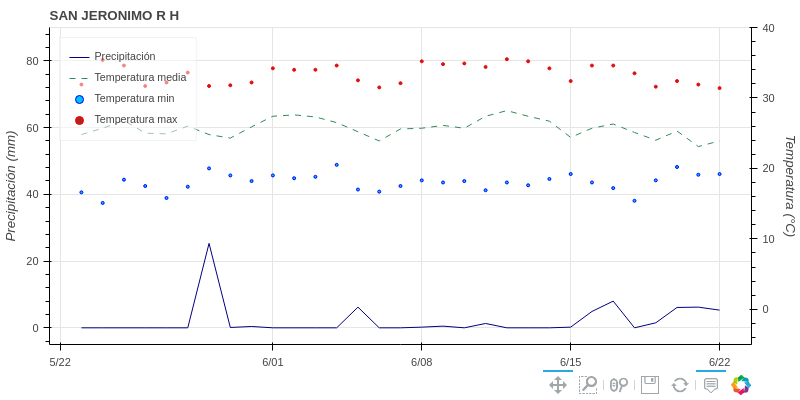 SAN JERONIMO R H
Precipitación
Temperatura media
Temperatura min
Temperatura max
Precipitación (mm)
80
60
40
20
0
Temperatura (°C)
40
30
20
10
0
5/22
6/01
6/08
6/15
6/22